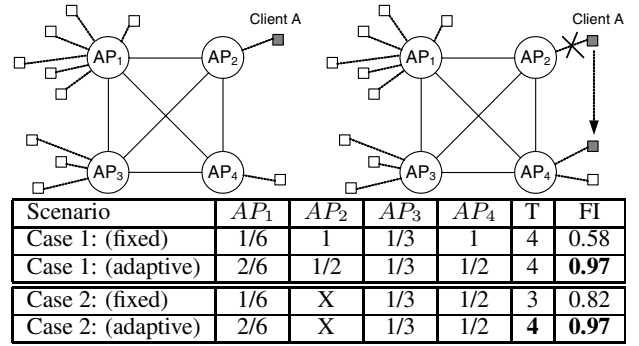 Client A
Client A
AP1 AP2
AP1 AP2
AP3 AP4
AP3 AP4
Scenario AP1 AP2 AP3 AP4 T FI
Case 1: (fixed) 1/6 1 1/3 1 4 0.58
Case 1: (adaptive) 2/6 1/2 1/3 1/2 4 0.97
Case 2: (fixed) 1/6 X 1/3 1/2 3 0.82
Case 2: (adaptive) 2/6 X 1/3 1/2 4 0.97